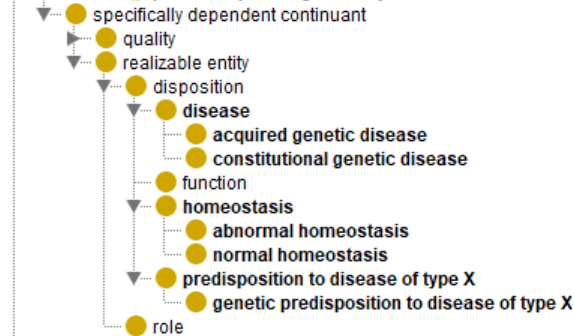 specifically dependent continuant
quality
realizable entity
disposition
disease
acquired genetic disease
constitutional genetic disease
function
homeostasis
abnormal homeostasis
normal homeostasis
predisposition to disease of type X
genetic predisposition to disease of type X
role